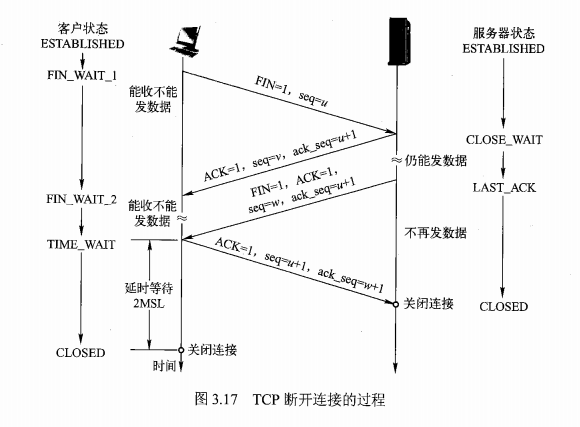 客户状态
ESTABLISHED
服务器状态
ESTABLISHED
FIN_WAIT_1
能收不能
发数据
FIN=1, seq=u
CLOSE_WAIT
ACK=1, seq=v, ack_seq=u+1
≈仍能发数据
FIN=1, ACK=1,
seq=w, ack_seq=u+1
LAST_ACK
FIN_WAIT_2
能收不能
发数据≈
不再发数据
TIME_WAIT
ACK=1, seq=u+1, ack_seq=w+1
延时等待
2MSL
关闭连接
CLOSED
CLOSED
关闭连接
时间
图 3.17 TCP 断开连接的过程